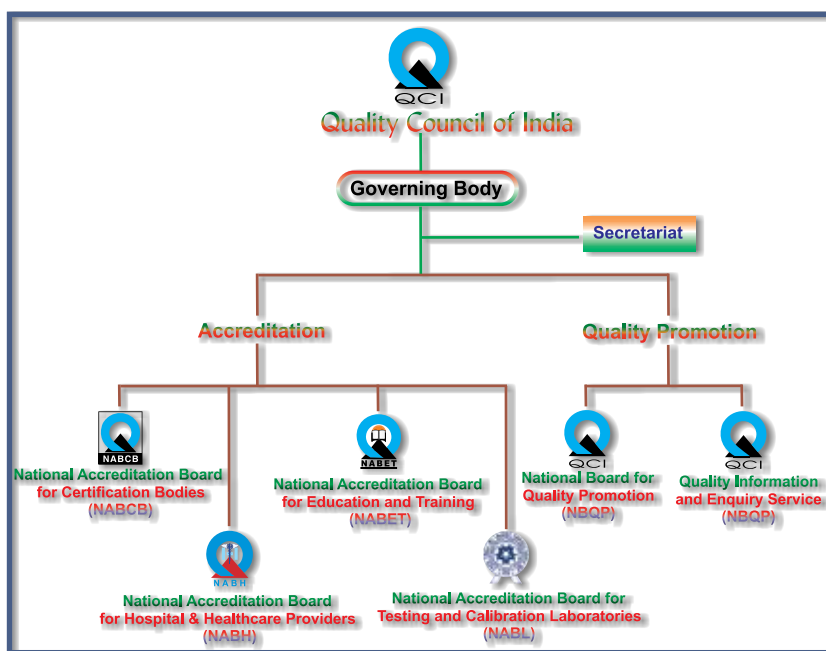 QCI
Quality Council of India
Governing Body
Secretariat
Accreditation
Quality Promotion
NABCB
National Accreditation Board
for Certification Bodies
(NABCB)
NABH
National Accreditation Board
for Hospital & Healthcare Providers
(NABH)
NABET
National Accreditation Board
for Education and Training
(NABET)
National Accreditation Board for
Testing and Calibration Laboratories
(NABL)
QCI
National Board for
Quality Promotion
(NBQP)
QCI
Quality Information
and Enquiry Service
(NBQP)